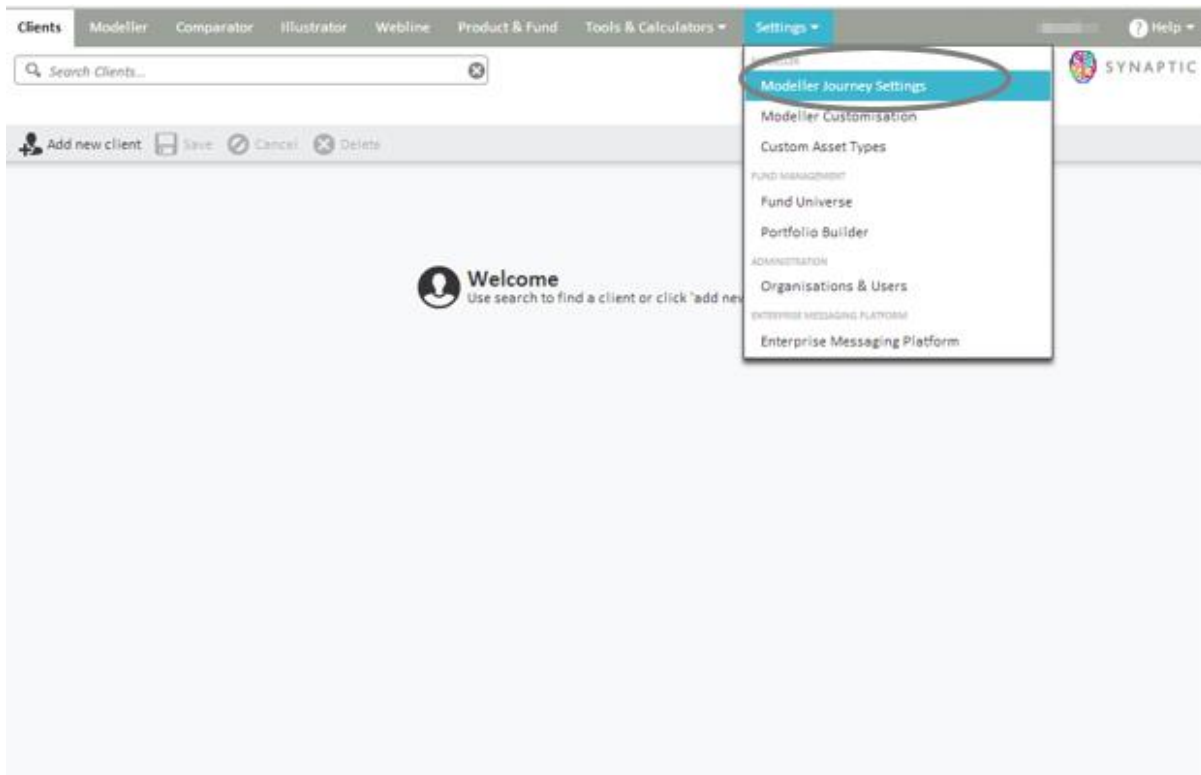 Clients Modeller Comparator Illustrator Webline Product & Fund Tools & Calculators Settings Help
Search Clients...
SYNAPTIC
Modeller Journey Settings
Modeller Customisation
Add new client Save Cancel Delete
Custom Asset Types
FUND MANAGEMENT
Fund Universe
Portfolio Builder
ADMINISTRATION
Welcome
Organisations & Users
Use search to find a client or click 'add new
ENTERPRISE MESSAGING PLATFORM
Enterprise Messaging Platform